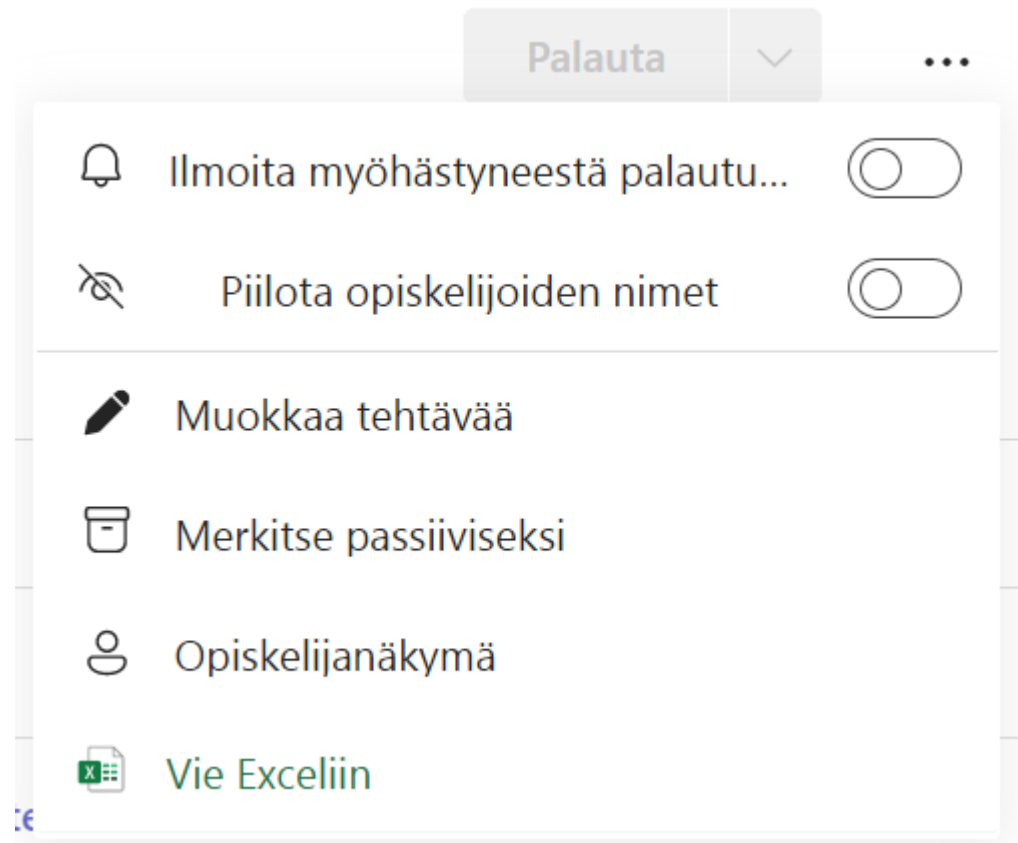 Palauta
Ilmoita myöhästyneestä palautu...
Piilota opiskelijoiden nimet
Muokkaa tehtävää
Merkitse passiiviseksi
Opiskelijanäkymä
Vie Exceliin